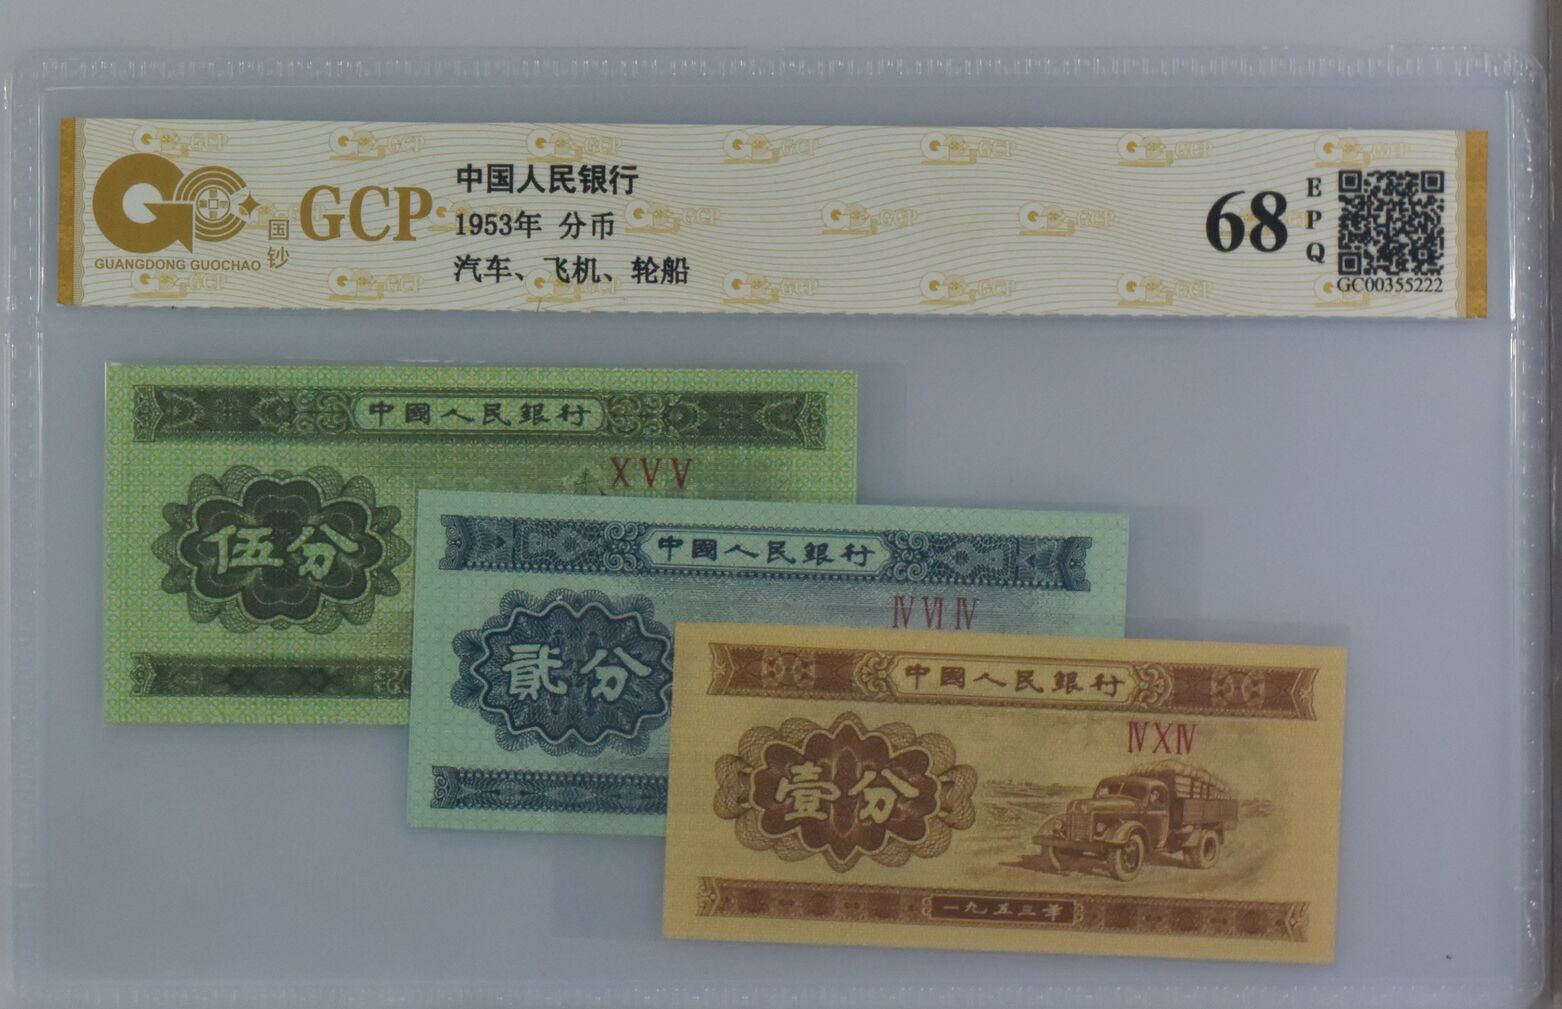 GUANGDONG GUOCHAO
国钞
GCP
中国人民银行
1953年 分币
汽车、飞机、轮船
68
EPQ
GC00355222
中國人民銀行
XVV
伍分
中國人民銀行
IV VI IV
貳分
中國人民銀行
IV X IV
壹分
一九五三年